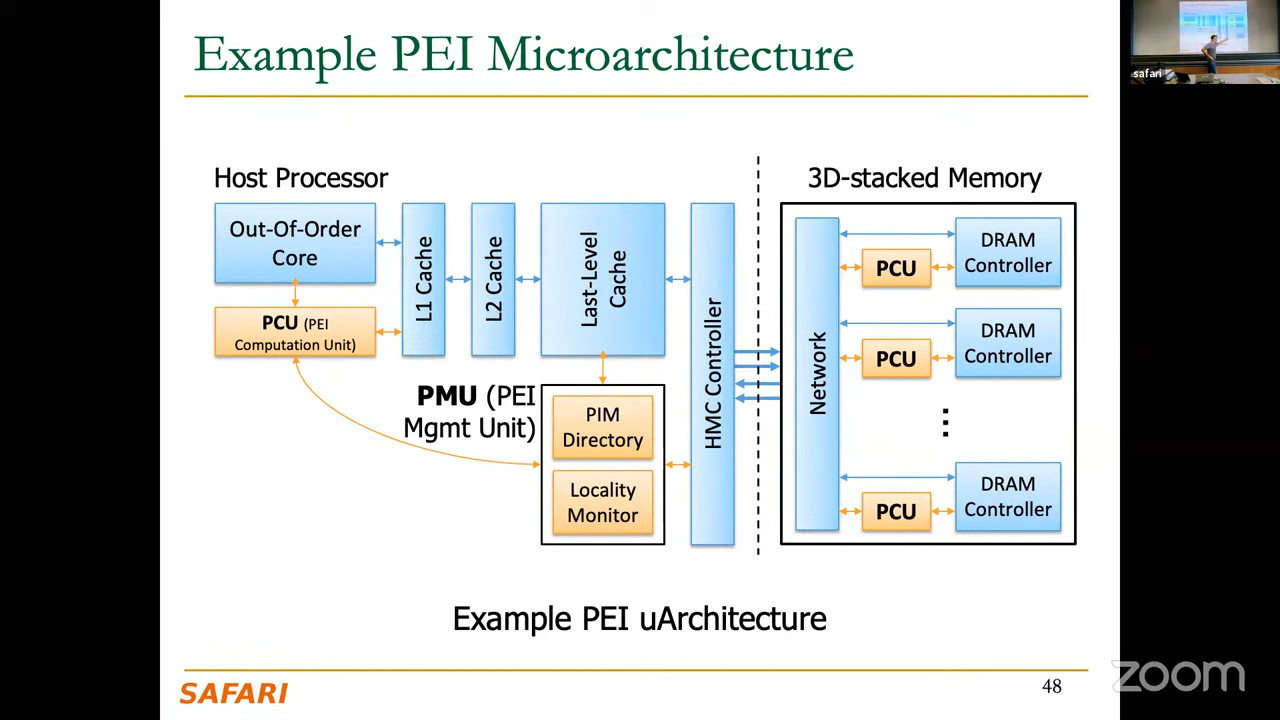 Example PEI Microarchitecture
Host Processor
3D-stacked Memory
Out-Of-Order
Core
PCU (PEI
Computation Unit)
L1 Cache
L2 Cache
Last-Level
Cache
PMU (PEI
Mgmt Unit)
PIM
Directory
Locality
Monitor
HMC Controller
Network
PCU
DRAM
Controller
PCU
DRAM
Controller
PCU
DRAM
Controller
Example PEI uArchitecture
SAFARI
48
safari
zoom